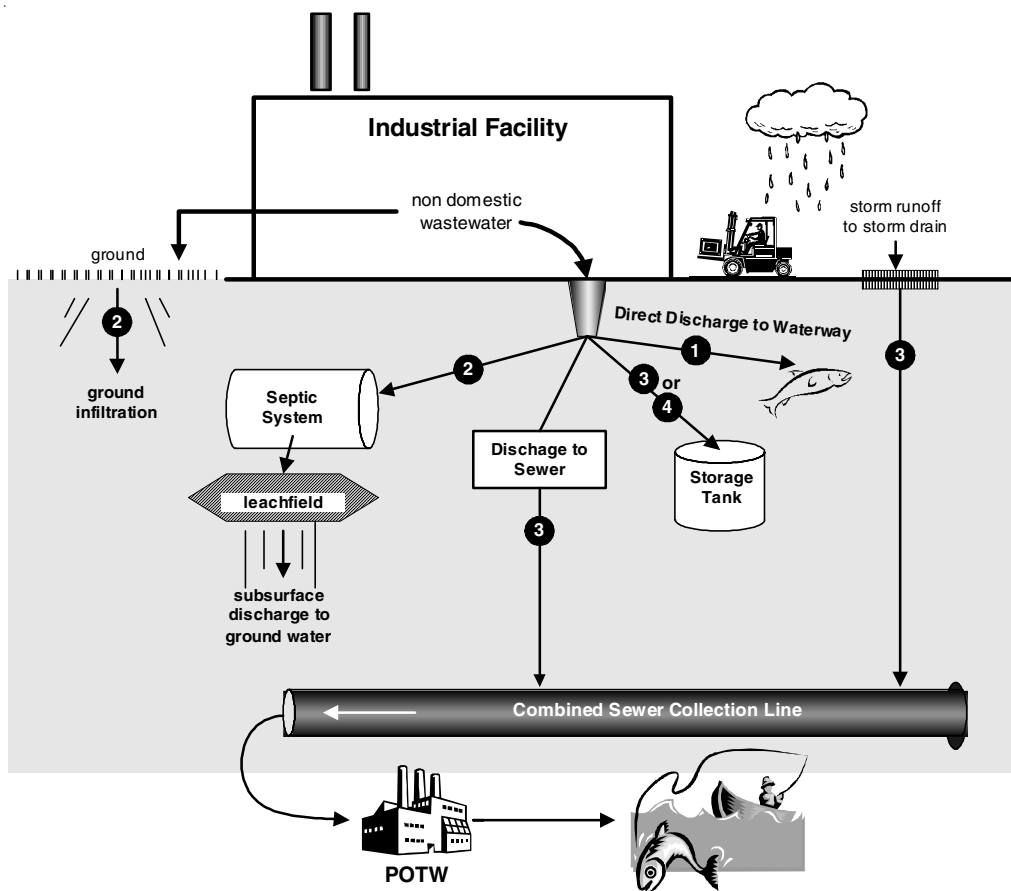 Industrial Facility
non domestic
wastewater
storm runoff
to storm drain
ground
2
ground
infiltration
Direct Discharge to Waterway
1
2
3 or
4
3
Septic
System
leachfield
subsurface
discharge to
ground water
Dischage to
Sewer
3
Storage
Tank
Combined Sewer Collection Line
POTW